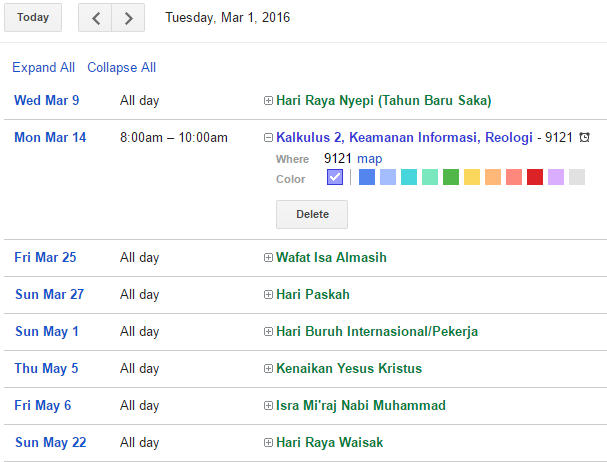 Today Tuesday, Mar 1, 2016
Expand All Collapse All
Wed Mar 9 All day Hari Raya Nyepi (Tahun Baru Saka)
Mon Mar 14 8:00am – 10:00am Kalkulus 2, Keamanan Informasi, Reologi - 9121
Where 9121 map
Color
Delete
Fri Mar 25 All day Wafat Isa Almasih
Sun Mar 27 All day Hari Paskah
Sun May 1 All day Hari Buruh Internasional/Pekerja
Thu May 5 All day Kenaikan Yesus Kristus
Fri May 6 All day Isra Mi'raj Nabi Muhammad
Sun May 22 All day Hari Raya Waisak